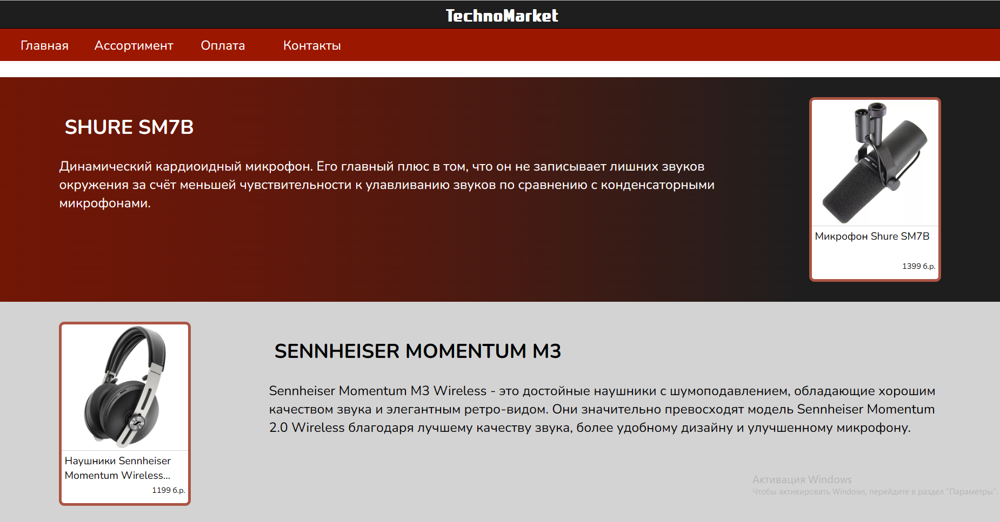 TechnoMarket
Главная Ассортимент Оплата Контакты
SHURE SM7B
Динамический кардиоидный микрофон. Его главный плюс в том, что он не записывает лишних звуков
окружения за счёт меньшей чувствительности к улавливанию звуков по сравнению с конденсаторными
микрофонами.
Микрофон Shure SM7B
1399 б.р.
Наушники Sennheiser
Momentum Wireless...
1199 б.р.
SENNHEISER MOMENTUM M3
Sennheiser Momentum M3 Wireless - это достойные наушники с шумоподавлением, обладающие хорошим
качеством звука и элегантным ретро-видом. Они значительно превосходят модель Sennheiser Momentum
2.0 Wireless благодаря лучшему качеству звука, более удобному дизайну и улучшенному микрофону.
Активация Windows
Чтобы активировать Windows, перейдите в раздел "Параметры".